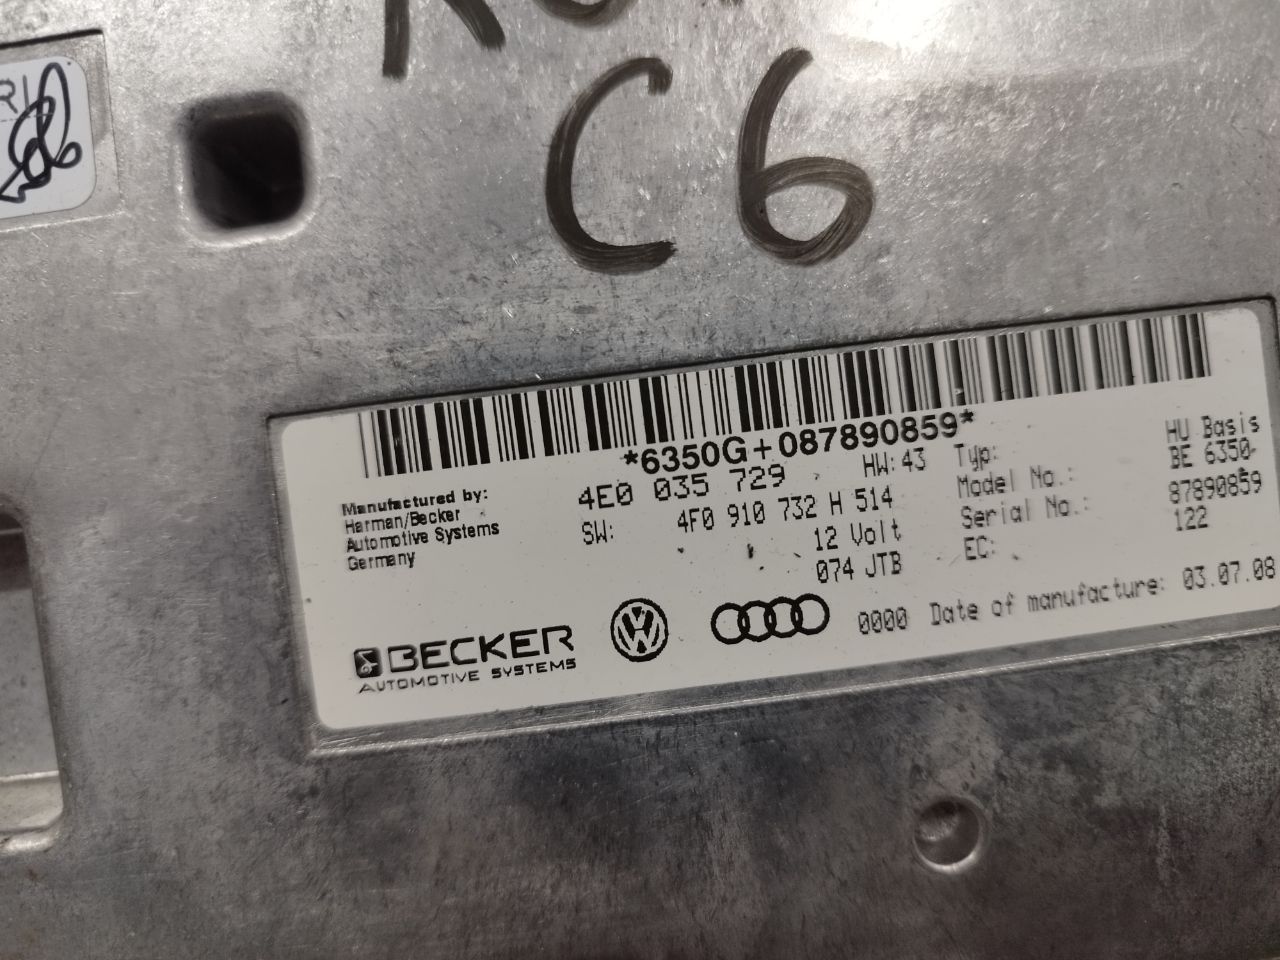 C6
RI
*6350G+087890859*
Manufactured by:
Harman/Becker
Automotive Systems
Germany
4E0 035 729
HW: 43
SW: 4F0 910 732 H 514
12 Volt
074 JTB
Typ: HU Basis
Model No.: BE 6350
Serial No.: 87890859
EC: 122
BECKER
AUTOMOTIVE SYSTEMS
0000 Date of manufacture: 03.07.08